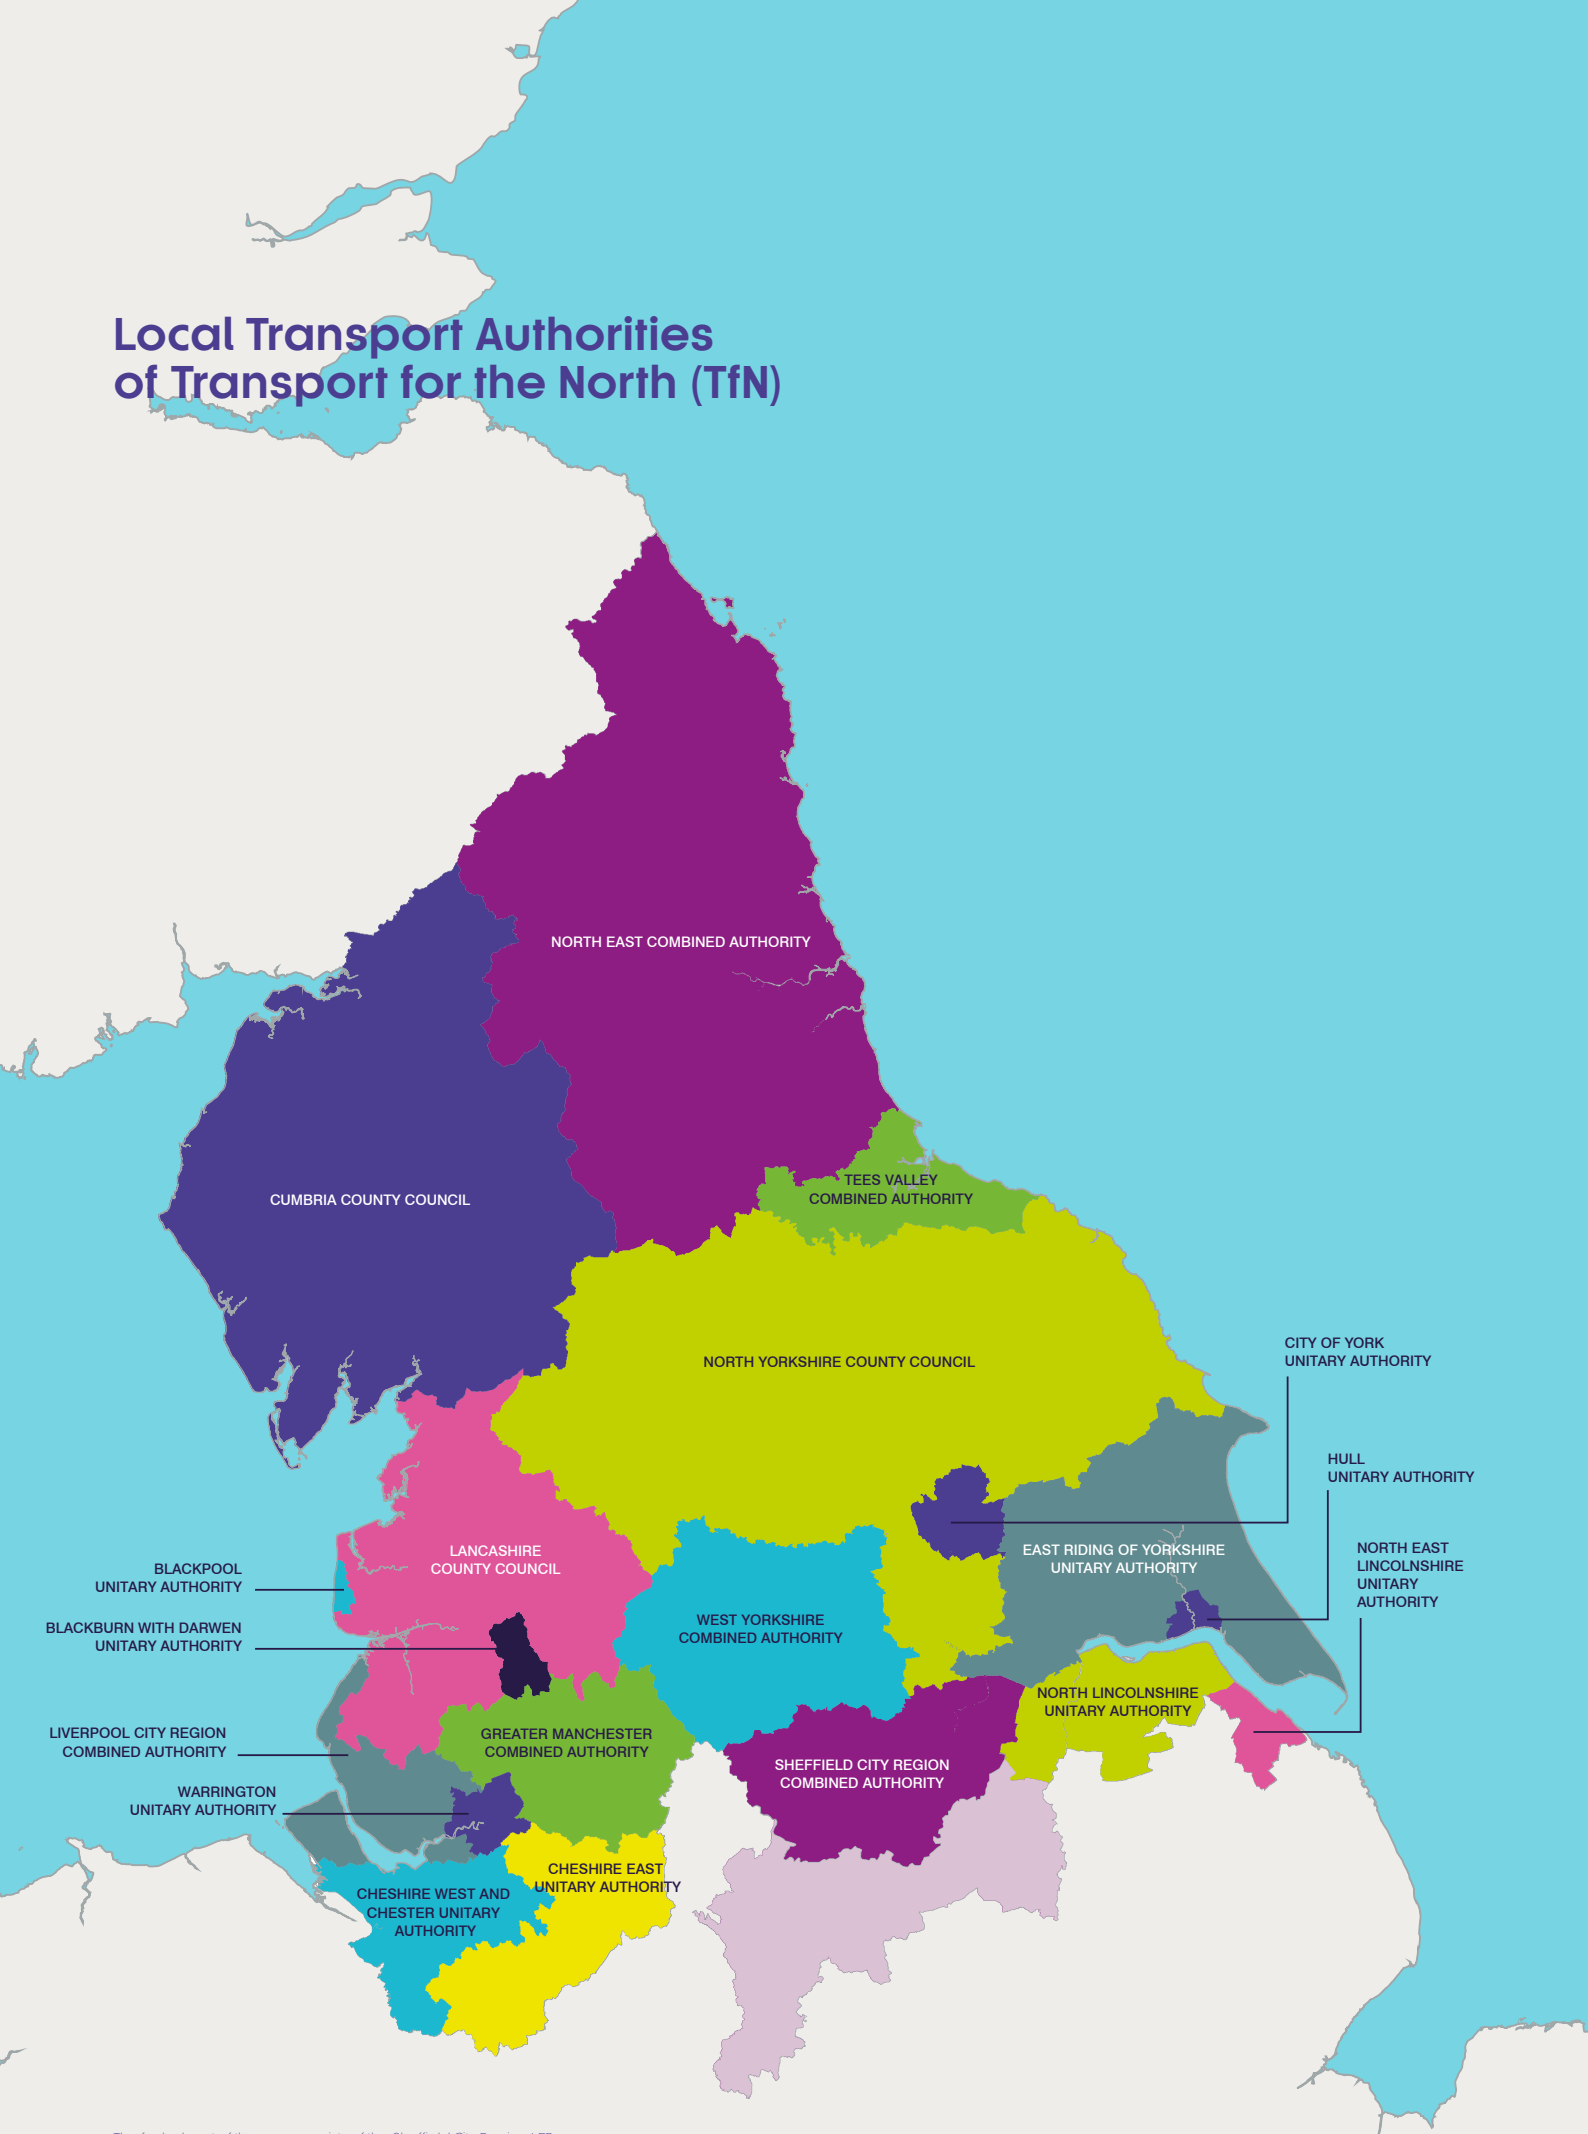 Local Transport Authorities
of Transport for the North (TfN)
NORTH EAST COMBINED AUTHORITY
TEES VALLEY
COMBINED AUTHORITY
CUMBRIA COUNTY COUNCIL
NORTH YORKSHIRE COUNTY COUNCIL
CITY OF YORK
UNITARY AUTHORITY
HULL
UNITARY AUTHORITY
NORTH EAST
LINCOLNSHIRE
UNITARY
AUTHORITY
EAST RIDING OF YORKSHIRE
UNITARY AUTHORITY
LANCASHIRE
COUNTY COUNCIL
BLACKPOOL
UNITARY AUTHORITY
BLACKBURN WITH DARWEN
UNITARY AUTHORITY
WEST YORKSHIRE
COMBINED AUTHORITY
NORTH LINCOLNSHIRE
UNITARY AUTHORITY
LIVERPOOL CITY REGION
COMBINED AUTHORITY
GREATER MANCHESTER
COMBINED AUTHORITY
SHEFFIELD CITY REGION
COMBINED AUTHORITY
WARRINGTON
UNITARY AUTHORITY
CHESHIRE EAST
UNITARY AUTHORITY
CHESHIRE WEST AND
CHESTER UNITARY
AUTHORITY